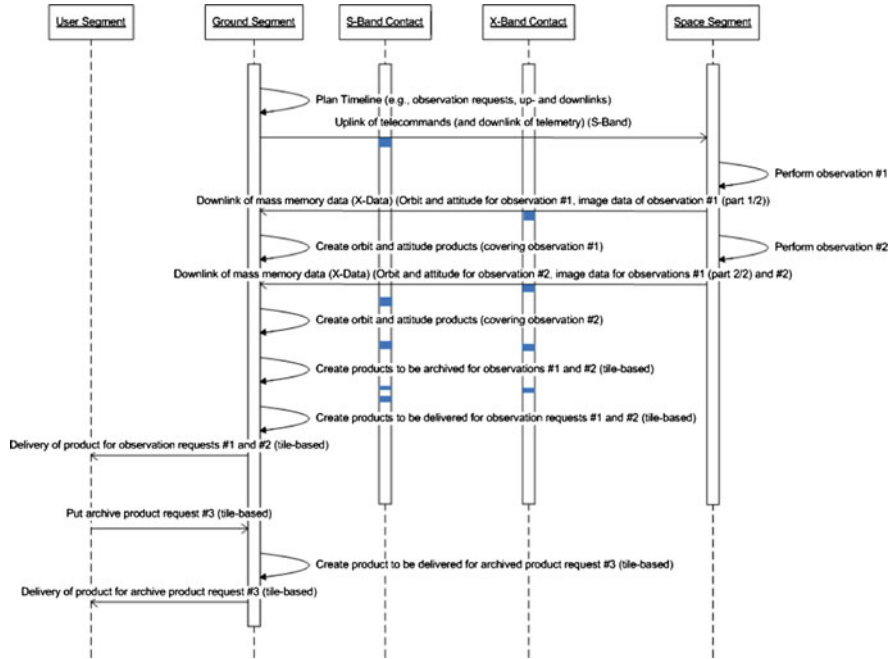 User Segment
Ground Segment
S-Band Contact
X-Band Contact
Space Segment
Plan Timeline (e.g., observation requests, up- and downlinks)
Uplink of telecommands (and downlink of telemetry) (S-Band)
Perform observation #1
Downlink of mass memory data (X-Data) (Orbit and attitude for observation #1, image data of observation #1 (part 1/2))
Create orbit and attitude products (covering observation #1)
Perform observation #2
Downlink of mass memory data (X-Data) (Orbit and attitude for observation #2, image data for observations #1 (part 2/2) and #2)
Create orbit and attitude products (covering observation #2)
Create products to be archived for observations #1 and #2 (tile-based)
Create products to be delivered for observation requests #1 and #2 (tile-based)
Delivery of product for observation requests #1 and #2 (tile-based)
Put archive product request #3 (tile-based)
Create product to be delivered for archived product request #3 (tile-based)
Delivery of product for archive product request #3 (tile-based)